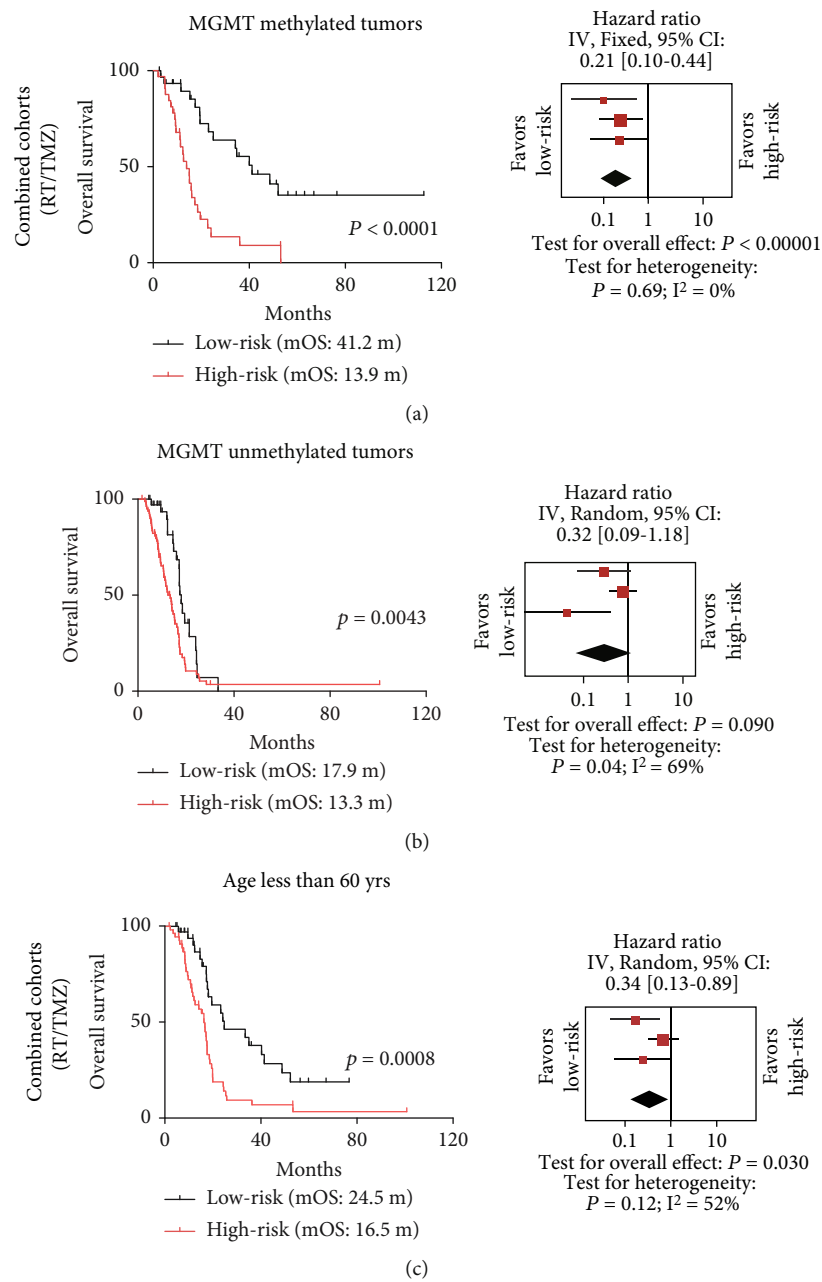 MGMT methylated tumors
Combined cohorts
(RT/TMZ)
Overall survival
100
50
0
P < 0.0001
0 40 80 120
Months
Low-risk (mOS: 41.2 m)
High-risk (mOS: 13.9 m)
Hazard ratio
IV, Fixed, 95% CI:
0.21 [0.10-0.44]
Favors
low-risk
Favors
high-risk
0.1 1 10
Test for overall effect: P < 0.00001
Test for heterogeneity:
P = 0.69; I² = 0%
(a)
MGMT unmethylated tumors
Overall survival
100
50
0
p = 0.0043
0 40 80 120
Months
Low-risk (mOS: 17.9 m)
High-risk (mOS: 13.3 m)
Hazard ratio
IV, Random, 95% CI:
0.32 [0.09-1.18]
Favors
low-risk
Favors
high-risk
0.1 1 10
Test for overall effect: P = 0.090
Test for heterogeneity:
P = 0.04; I² = 69%
(b)
Age less than 60 yrs
Combined cohorts
(RT/TMZ)
Overall survival
100
50
0
p = 0.0008
0 40 80 120
Months
Low-risk (mOS: 24.5 m)
High-risk (mOS: 16.5 m)
Hazard ratio
IV, Random, 95% CI:
0.34 [0.13-0.89]
Favors
low-risk
Favors
high-risk
0.1 1 10
Test for overall effect: P = 0.030
Test for heterogeneity:
P = 0.12; I² = 52%
(c)